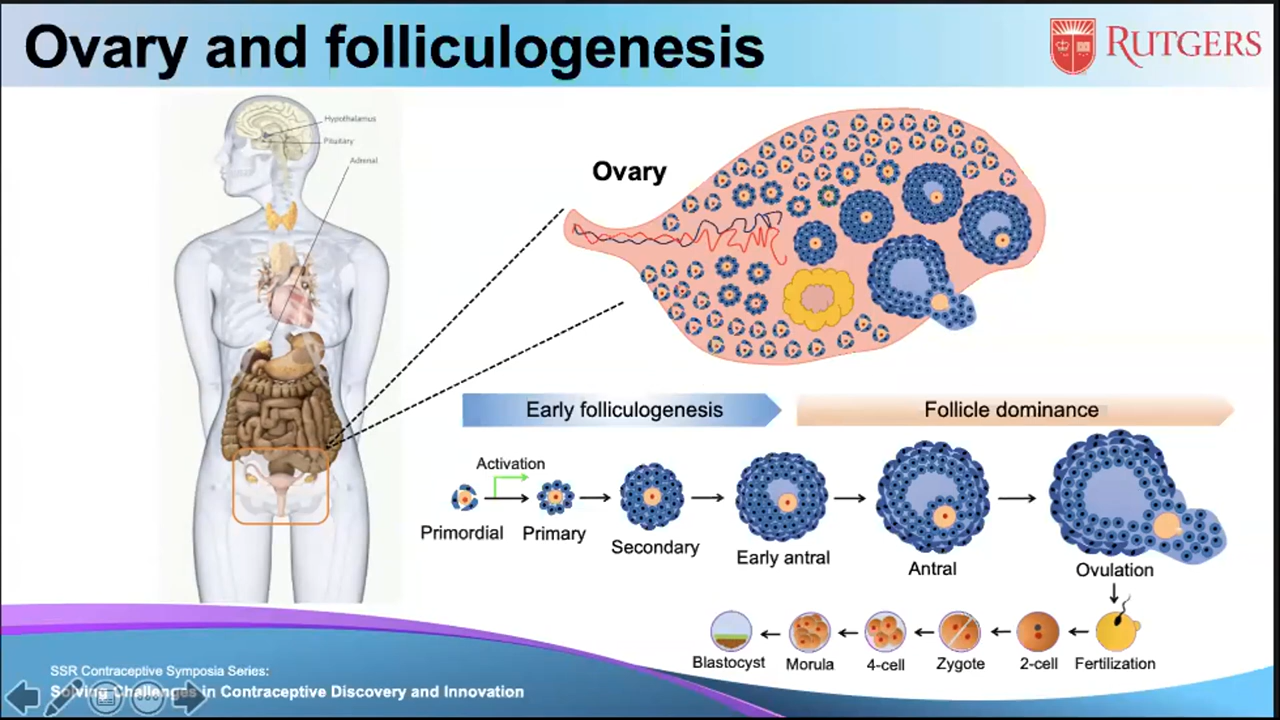 Ovary and folliculogenesis
RUTGERS
Hypothalamus
Pituitary
Adrenal
Ovary
Early folliculogenesis
Follicle dominance
Activation
Primordial
Primary
Secondary
Early antral
Antral
Ovulation
Blastocyst
Morula
4-cell
Zygote
2-cell
Fertilization
SSR Contraceptive Symposia Series:
Solving Challenges in Contraceptive Discovery and Innovation